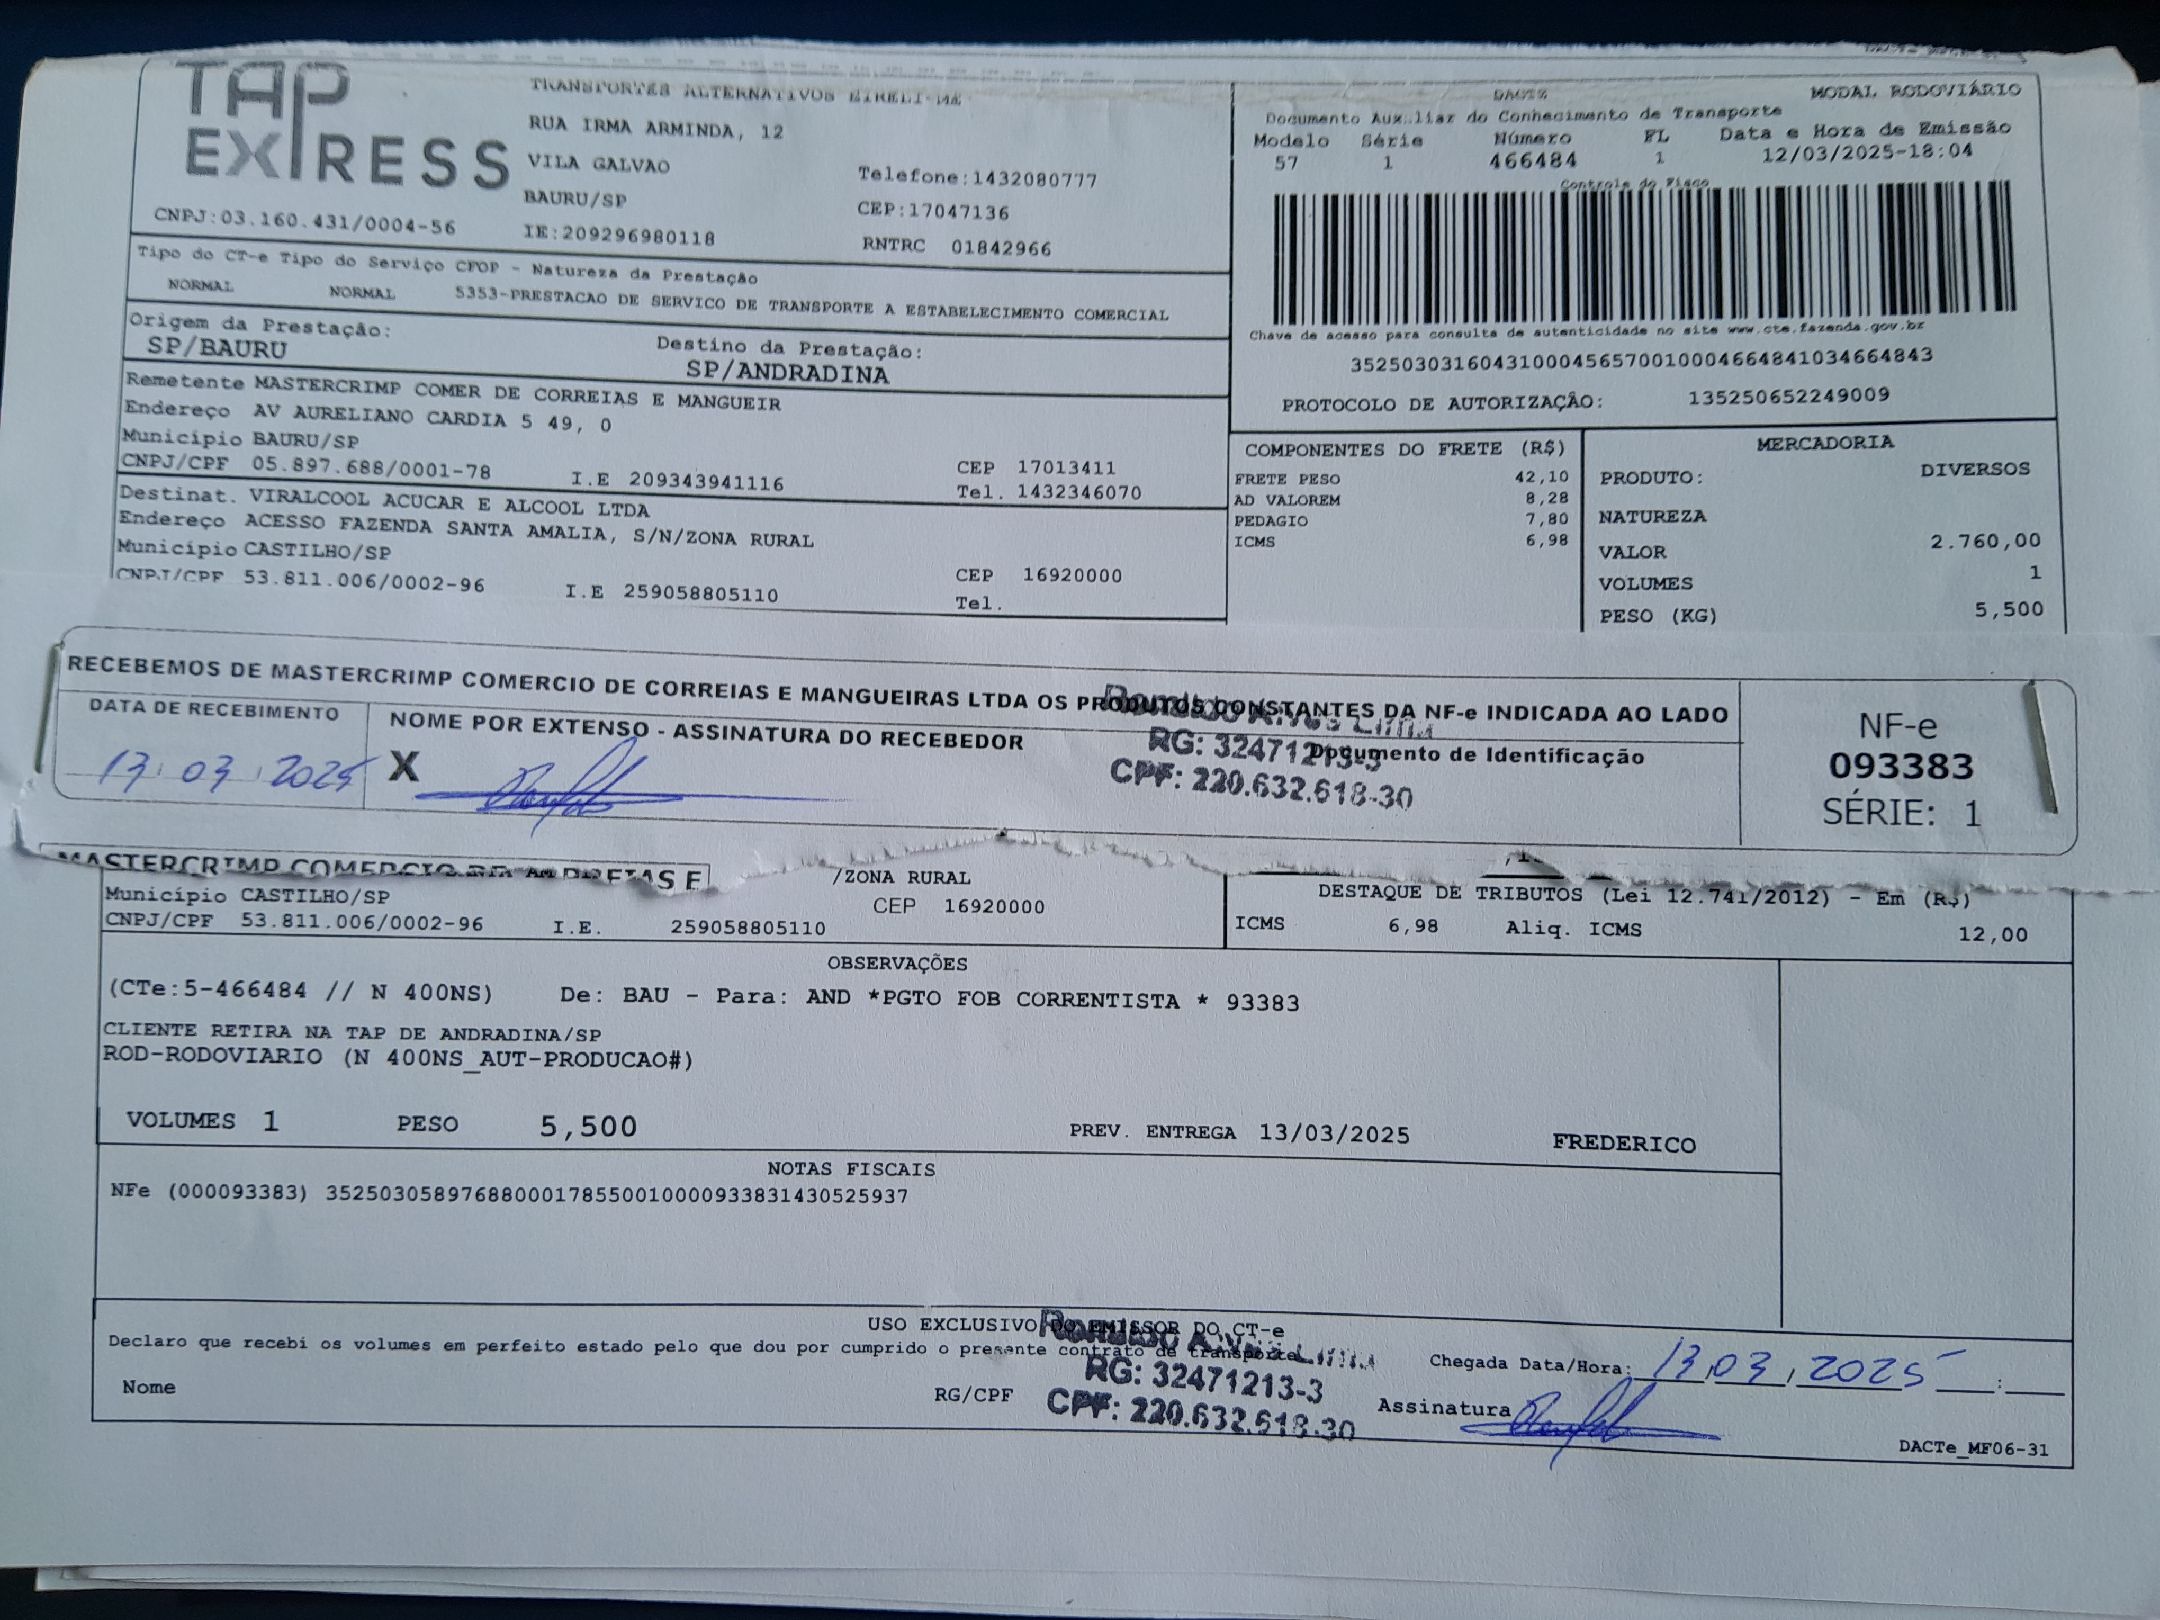 TAP
EXPRESS
TRANSPORTES ALTERNATIVOS EIRELI-ME
RUA IRMA ARMINDA, 12
VILA GALVAO
Telefone:1432080777
BAURU/SP
CEP:17047136
CNPJ:03.160.431/0004-56
IE:209296980118
RNTRC 01842966
DACTE
MODAL RODOVIÁRIO
Documento Auxiliar do Conhecimento de Transporte
Modelo Série Número FL Data e Hora de Emissão
57 1 466484 1 12/03/2025-18:04
Controle do Fisco
Chave de acesso para consulta de autenticidade no site www.cte.fazenda.gov.br
35250303160431000456570010004664841034664843
PROTOCOLO DE AUTORIZAÇÃO: 135250652249009
Tipo do CT-e Tipo do Serviço CFOP - Natureza da Prestação
NORMAL NORMAL 5353-PRESTACAO DE SERVICO DE TRANSPORTE A ESTABELECIMENTO COMERCIAL
Origem da Prestação:
SP/BAURU
Destino da Prestação:
SP/ANDRADINA
Remetente MASTERCRIMP COMER DE CORREIAS E MANGUEIR
Endereço AV AURELIANO CARDIA 5 49, 0
Município BAURU/SP
CEP 17013411
CNPJ/CPF 05.897.688/0001-78 I.E 209343941116
Tel. 1432346070
Destinat. VIRALCOOL ACUCAR E ALCOOL LTDA
Endereço ACESSO FAZENDA SANTA AMALIA, S/N/ZONA RURAL
Município CASTILHO/SP
CEP 16920000
CNPJ/CPF 53.811.006/0002-96 I.E 259058805110
Tel.
COMPONENTES DO FRETE (R$)
FRETE PESO 42,10
AD VALOREM 8,28
PEDAGIO 7,80
ICMS 6,98
MERCADORIA
PRODUTO: DIVERSOS
NATUREZA
VALOR 2.760,00
VOLUMES 1
PESO (KG) 5,500
RECEBEMOS DE MASTERCRIMP COMERCIO DE CORREIAS E MANGUEIRAS LTDA OS PRODUTOS CONSTANTES DA NF-e INDICADA AO LADO
DATA DE RECEBIMENTO
13 03 2025
NOME POR EXTENSO - ASSINATURA DO RECEBEDOR
X
Documento de Identificação
RG: 32471213-3
CPF: 220.632.618-30
NF-e
093383
SÉRIE: 1
MASTERCRIMP COMERCIO DE CORREIAS E
/ZONA RURAL
Município CASTILHO/SP
CEP 16920000
CNPJ/CPF 53.811.006/0002-96 I.E. 259058805110
DESTAQUE DE TRIBUTOS (Lei 12.741/2012) - Em (R$)
ICMS 6,98 Aliq. ICMS 12,00
OBSERVAÇÕES
(CTe:5-466484 // N 400NS) De: BAU - Para: AND *PGTO FOB CORRENTISTA * 93383
CLIENTE RETIRA NA TAP DE ANDRADINA/SP
ROD-RODOVIARIO (N 400NS_AUT-PRODUCAO#)
VOLUMES 1 PESO 5,500 PREV. ENTREGA 13/03/2025 FREDERICO
NOTAS FISCAIS
NFe (000093383) 35250305897688000178550010000933831430525937
USO EXCLUSIVO DO EMISSOR DO CT-e
Declaro que recebi os volumes em perfeito estado pelo que dou por cumprido o presente contrato de transporte
Chegada Data/Hora: 13 03 2025 :
Nome
RG/CPF
RG: 32471213-3
CPF: 220.632.618-30
Assinatura
DACTe_MF06-31